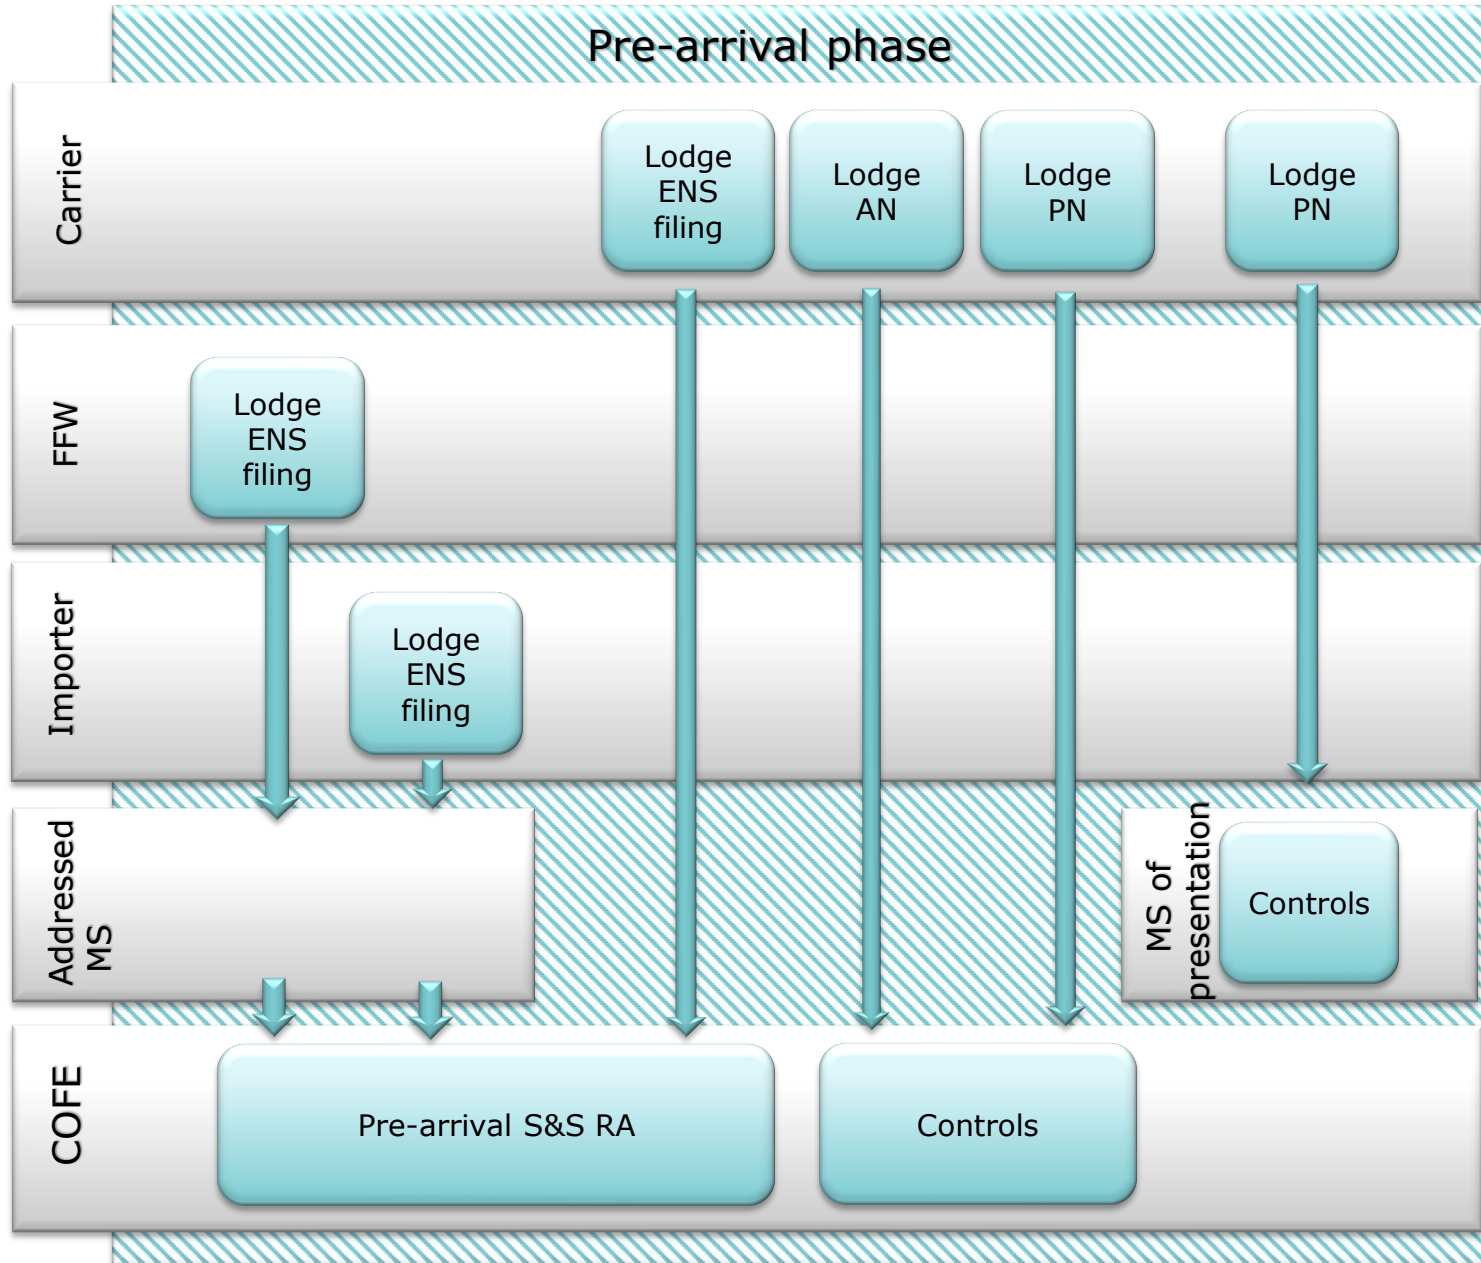 Pre-arrival phase
Carrier
Lodge
ENS
filing
Lodge
AN
Lodge
PN
Lodge
PN
FFW
Lodge
ENS
filing
Importer
Lodge
ENS
filing
Addressed
MS
MS of
presentation
Controls
COFE
Pre-arrival S&S RA
Controls